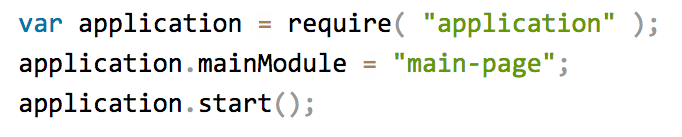 var application = require( "application" );
application.mainModule = "main-page";
application.start();